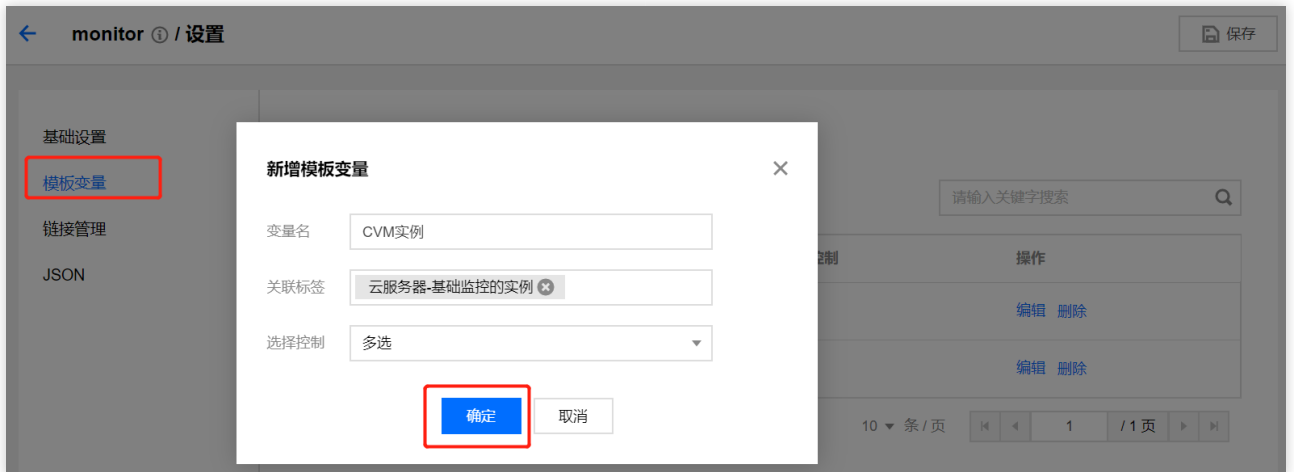 monitor / 设置
保存
基础设置
模板变量
链接管理
JSON
新增模板变量
变量名
CVM实例
关联标签
云服务器-基础监控的实例
选择控制
多选
确定
取消
请输入关键字搜索
控制
操作
编辑 删除
编辑 删除
10 条 / 页
1
/ 1 页